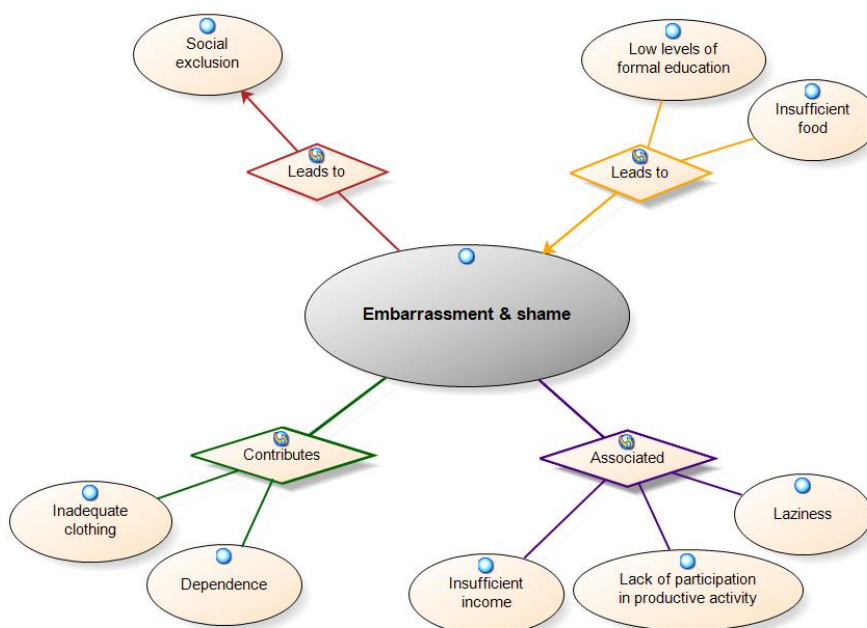 Social
exclusion
Low levels of
formal education
Insufficient
food
Leads to
Leads to
Embarrassment & shame
Contributes
Associated
Inadequate
clothing
Laziness
Dependence
Insufficient
income
Lack of participation
in productive activity